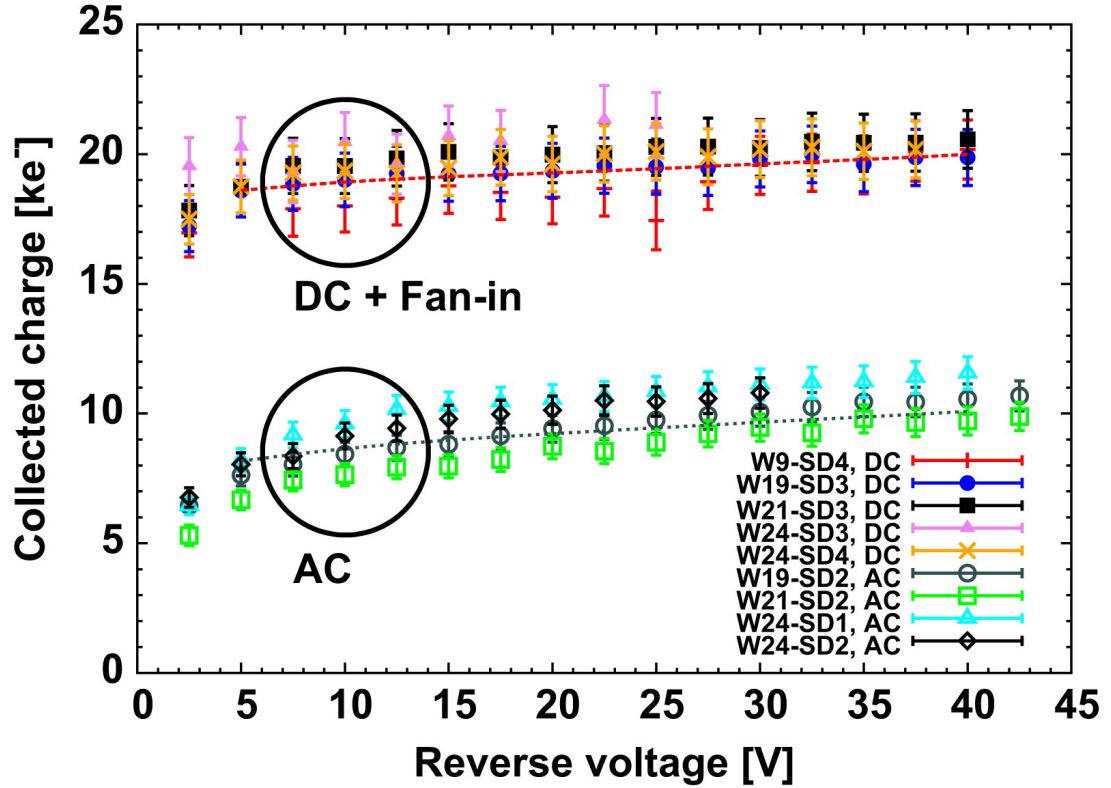 25
20
15
10
5
0
Collected charge [ke⁻]
DC + Fan-in
AC
W9-SD4, DC
W19-SD3, DC
W21-SD3, DC
W24-SD3, DC
W24-SD4, DC
W19-SD2, AC
W21-SD2, AC
W24-SD1, AC
W24-SD2, AC
0 5 10 15 20 25 30 35 40 45
Reverse voltage [V]